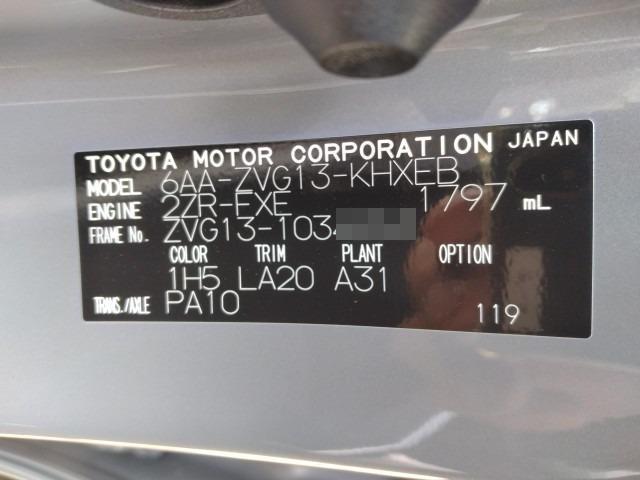 TOYOTA MOTOR CORPORATION JAPAN
MODEL 6AA-ZVG13-KHXEB
ENGINE 2ZR-EXE 1797 mL
FRAME No. ZVG13-103
COLOR TRIM PLANT OPTION
1H5 LA20 A31
TRANS./AXLE PA10
119